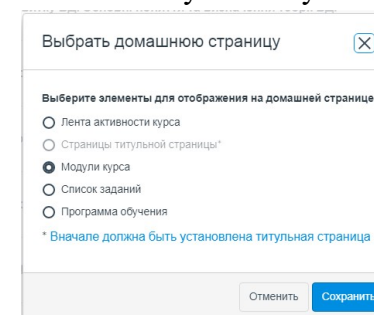 Выбрать домашнюю страницу
Выберите элементы для отображения на домашней странице
Лента активности курса
Страницы титульной страницы*
Модули курса
Список заданий
Программа обучения
* Вначале должна быть установлена титульная страница
Отменить Сохранить